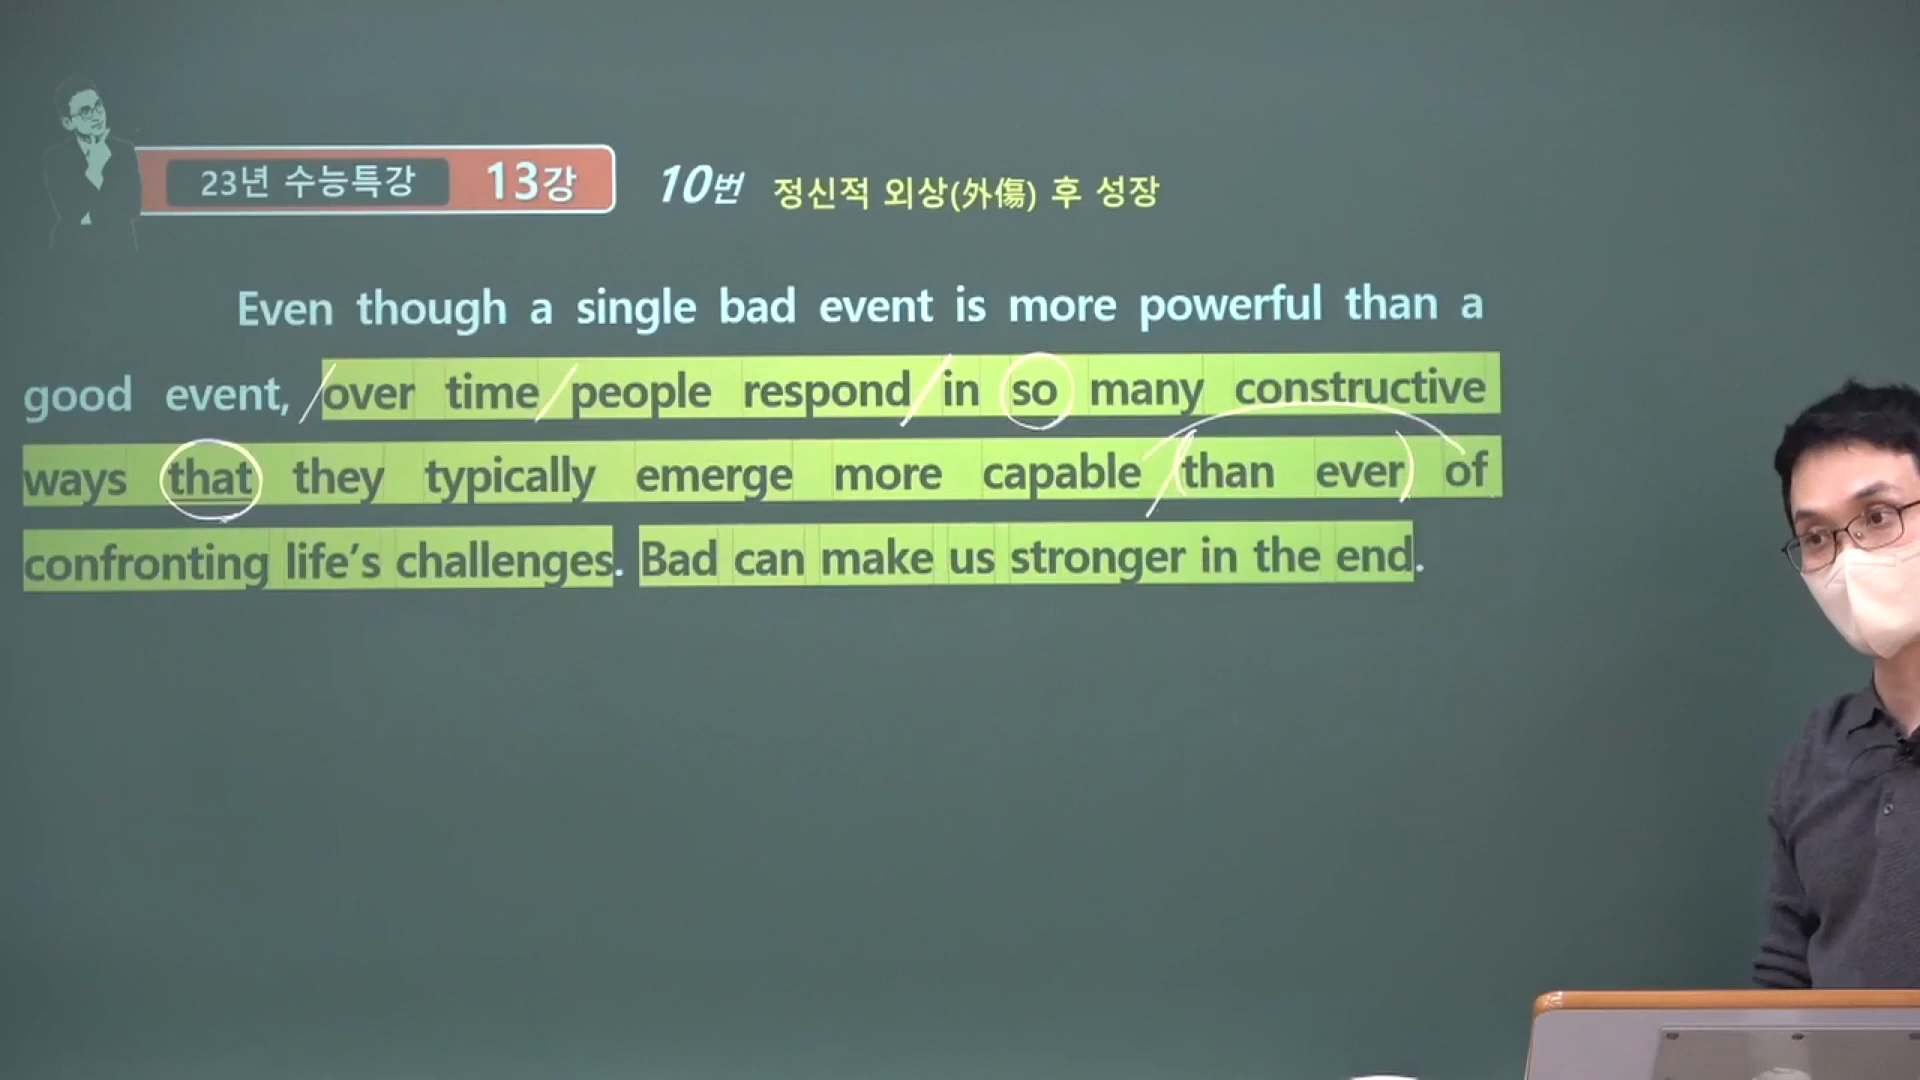 23년 수능특강 13강 10번 정신적 외상(外傷) 후 성장
Even though a single bad event is more powerful than a
good event, over time people respond in so many constructive
ways that they typically emerge more capable than ever of
confronting life's challenges. Bad can make us stronger in the end.